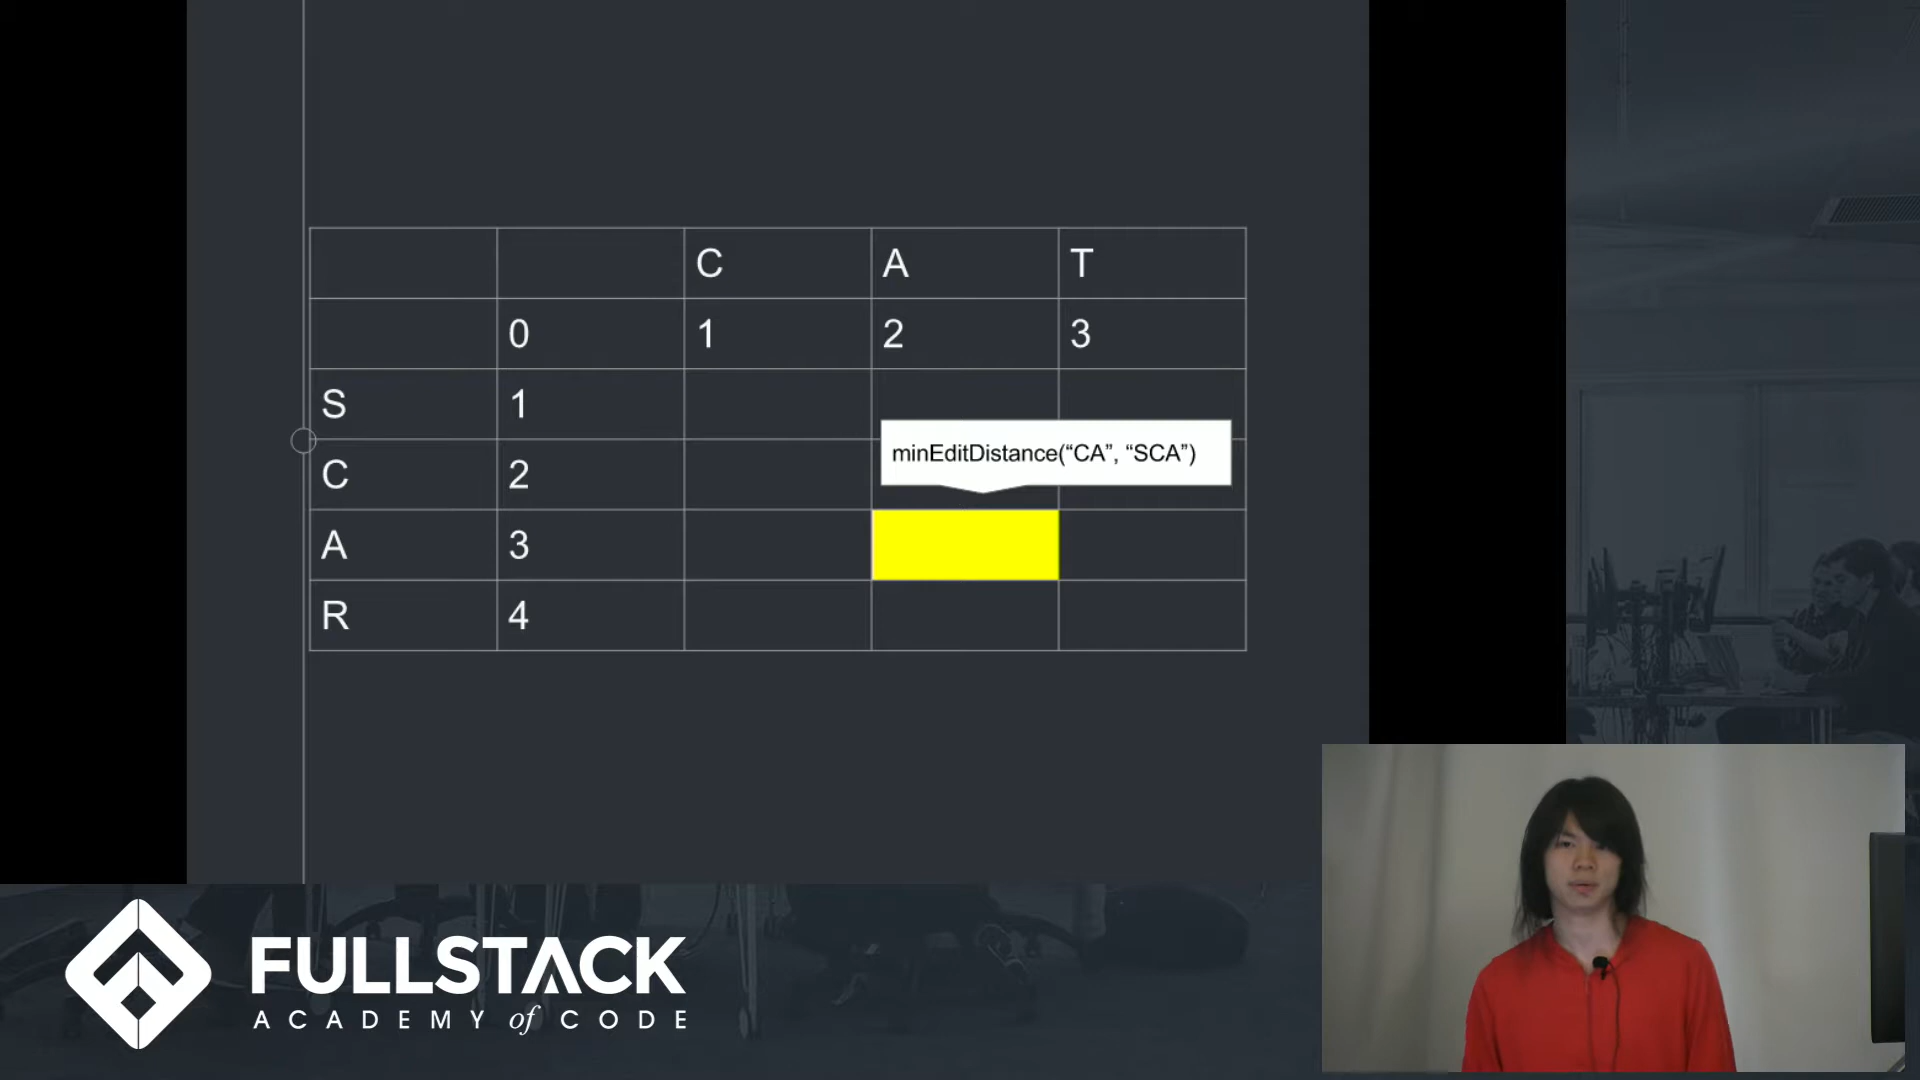 C A T
0 1 2 3
S 1
minEditDistance(“CA”, “SCA”)
C 2
A 3
R 4
FULLSTACK
ACADEMY of CODE